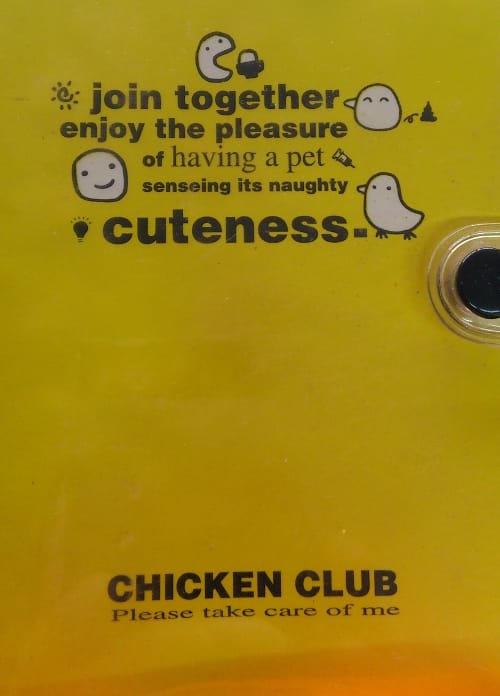 join together
enjoy the pleasure
of having a pet
senseing its naughty
cuteness.
CHICKEN CLUB
Please take care of me